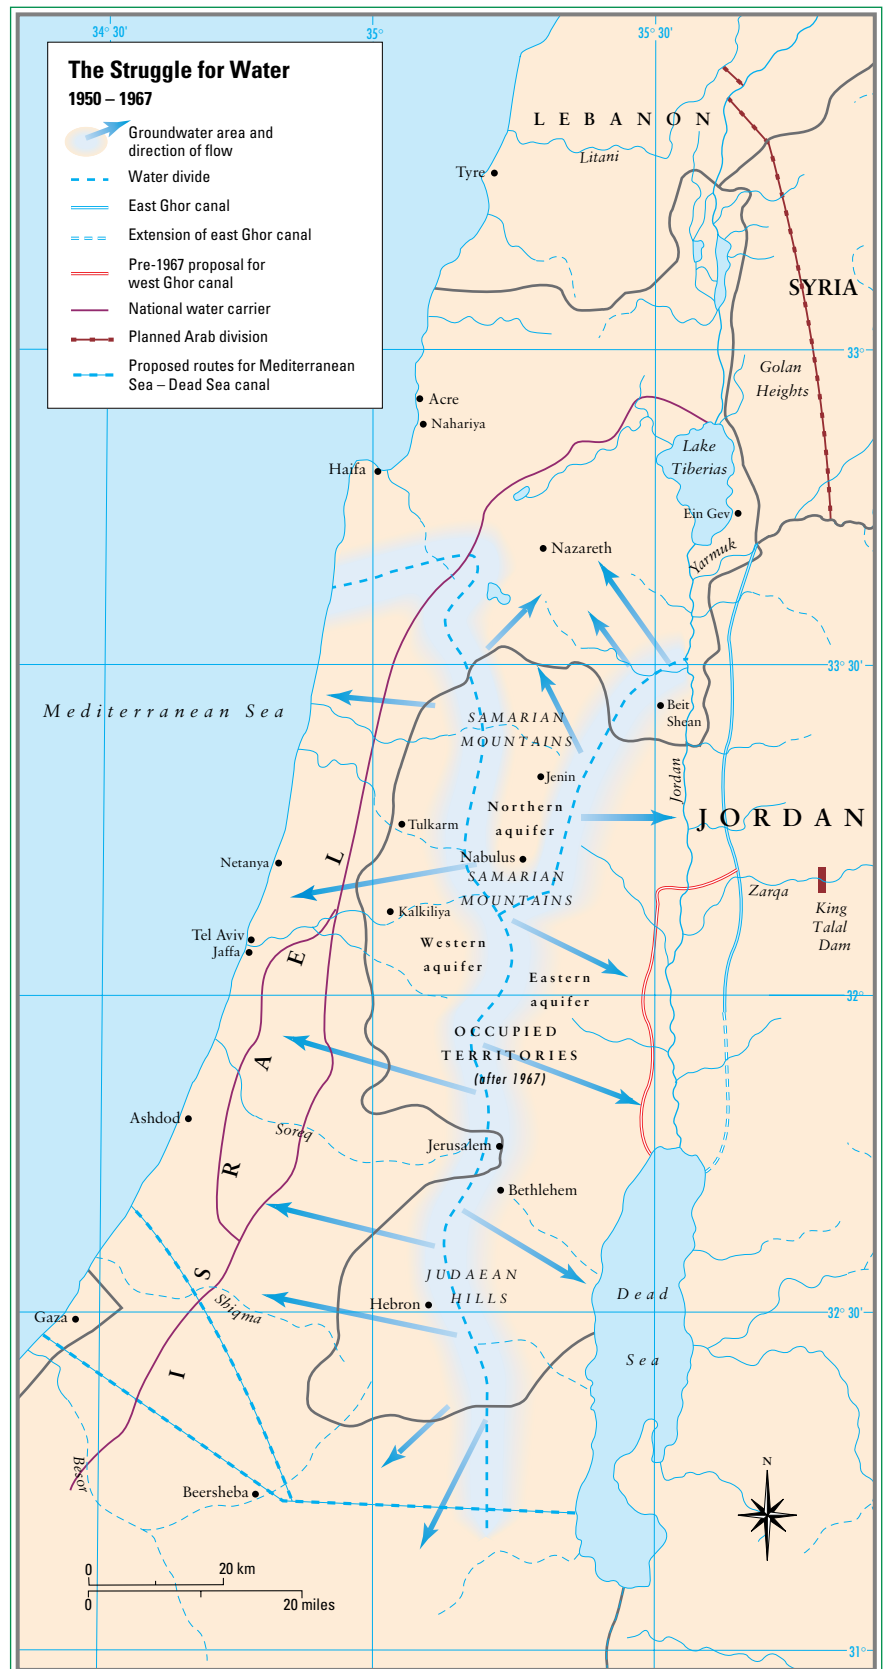 34° 30'
35°
35° 30'
The Struggle for Water
1950 – 1967
Groundwater area and
direction of flow
Water divide
East Ghor canal
Extension of east Ghor canal
Pre-1967 proposal for
west Ghor canal
National water carrier
Planned Arab division
Proposed routes for Mediterranean
Sea – Dead Sea canal
LEBANON
Litani
Tyre
SYRIA
33°
Golan
Heights
Acre
Nahariya
Lake
Tiberias
Haifa
Ein Gev
Nazareth
Yarmuk
33° 30'
Mediterranean Sea
Beit
Shean
SAMARIAN
MOUNTAINS
Jenin
Jordan
Northern
aquifer
JORDAN
Tulkarm
Netanya
Nabulus
SAMARIAN
MOUNTAINS
Zarqa
King
Talal
Dam
Kalkiliya
Tel Aviv
Jaffa
Western
aquifer
Eastern
aquifer
32°
OCCUPIED
TERRITORIES
(after 1967)
ISRAEL
Ashdod
Soreq
Jerusalem
Bethlehem
JUDAEAN
HILLS
Dead
Sea
Hebron
Shiqma
Gaza
32° 30'
Besor
Beersheba
N
0
20 km
0
20 miles
31°